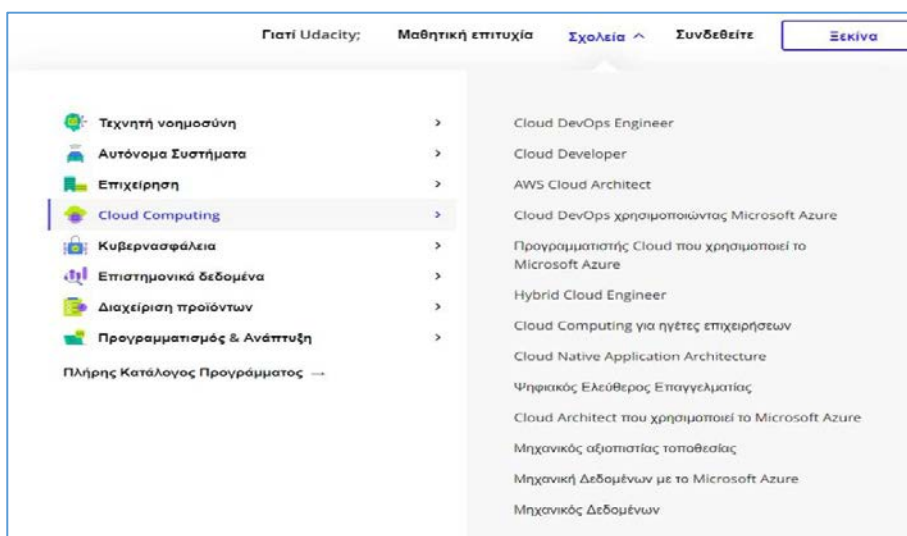 Γιατί Udacity;
Μαθητική επιτυχία
Σχολεία
Συνδεθείτε
Ξεκίνα
Τεχνητή νοημοσύνη
Αυτόνομα Συστήματα
Επιχείρηση
Cloud Computing
Κυβερνασφάλεια
Επιστημονικά δεδομένα
Διαχείριση προϊόντων
Προγραμματισμός & Ανάπτυξη
Πλήρης Κατάλογος Προγράμματος →
Cloud DevOps Engineer
Cloud Developer
AWS Cloud Architect
Cloud DevOps χρησιμοποιώντας Microsoft Azure
Προγραμματιστής Cloud που χρησιμοποιεί το
Microsoft Azure
Hybrid Cloud Engineer
Cloud Computing για ηγέτες επιχειρήσεων
Cloud Native Application Architecture
Ψηφιακός Ελεύθερος Επαγγελματίας
Cloud Architect που χρησιμοποιεί το Microsoft Azure
Μηχανικός αξιοπιστίας τοποθεσίας
Μηχανική Δεδομένων με το Microsoft Azure
Μηχανικός Δεδομένων